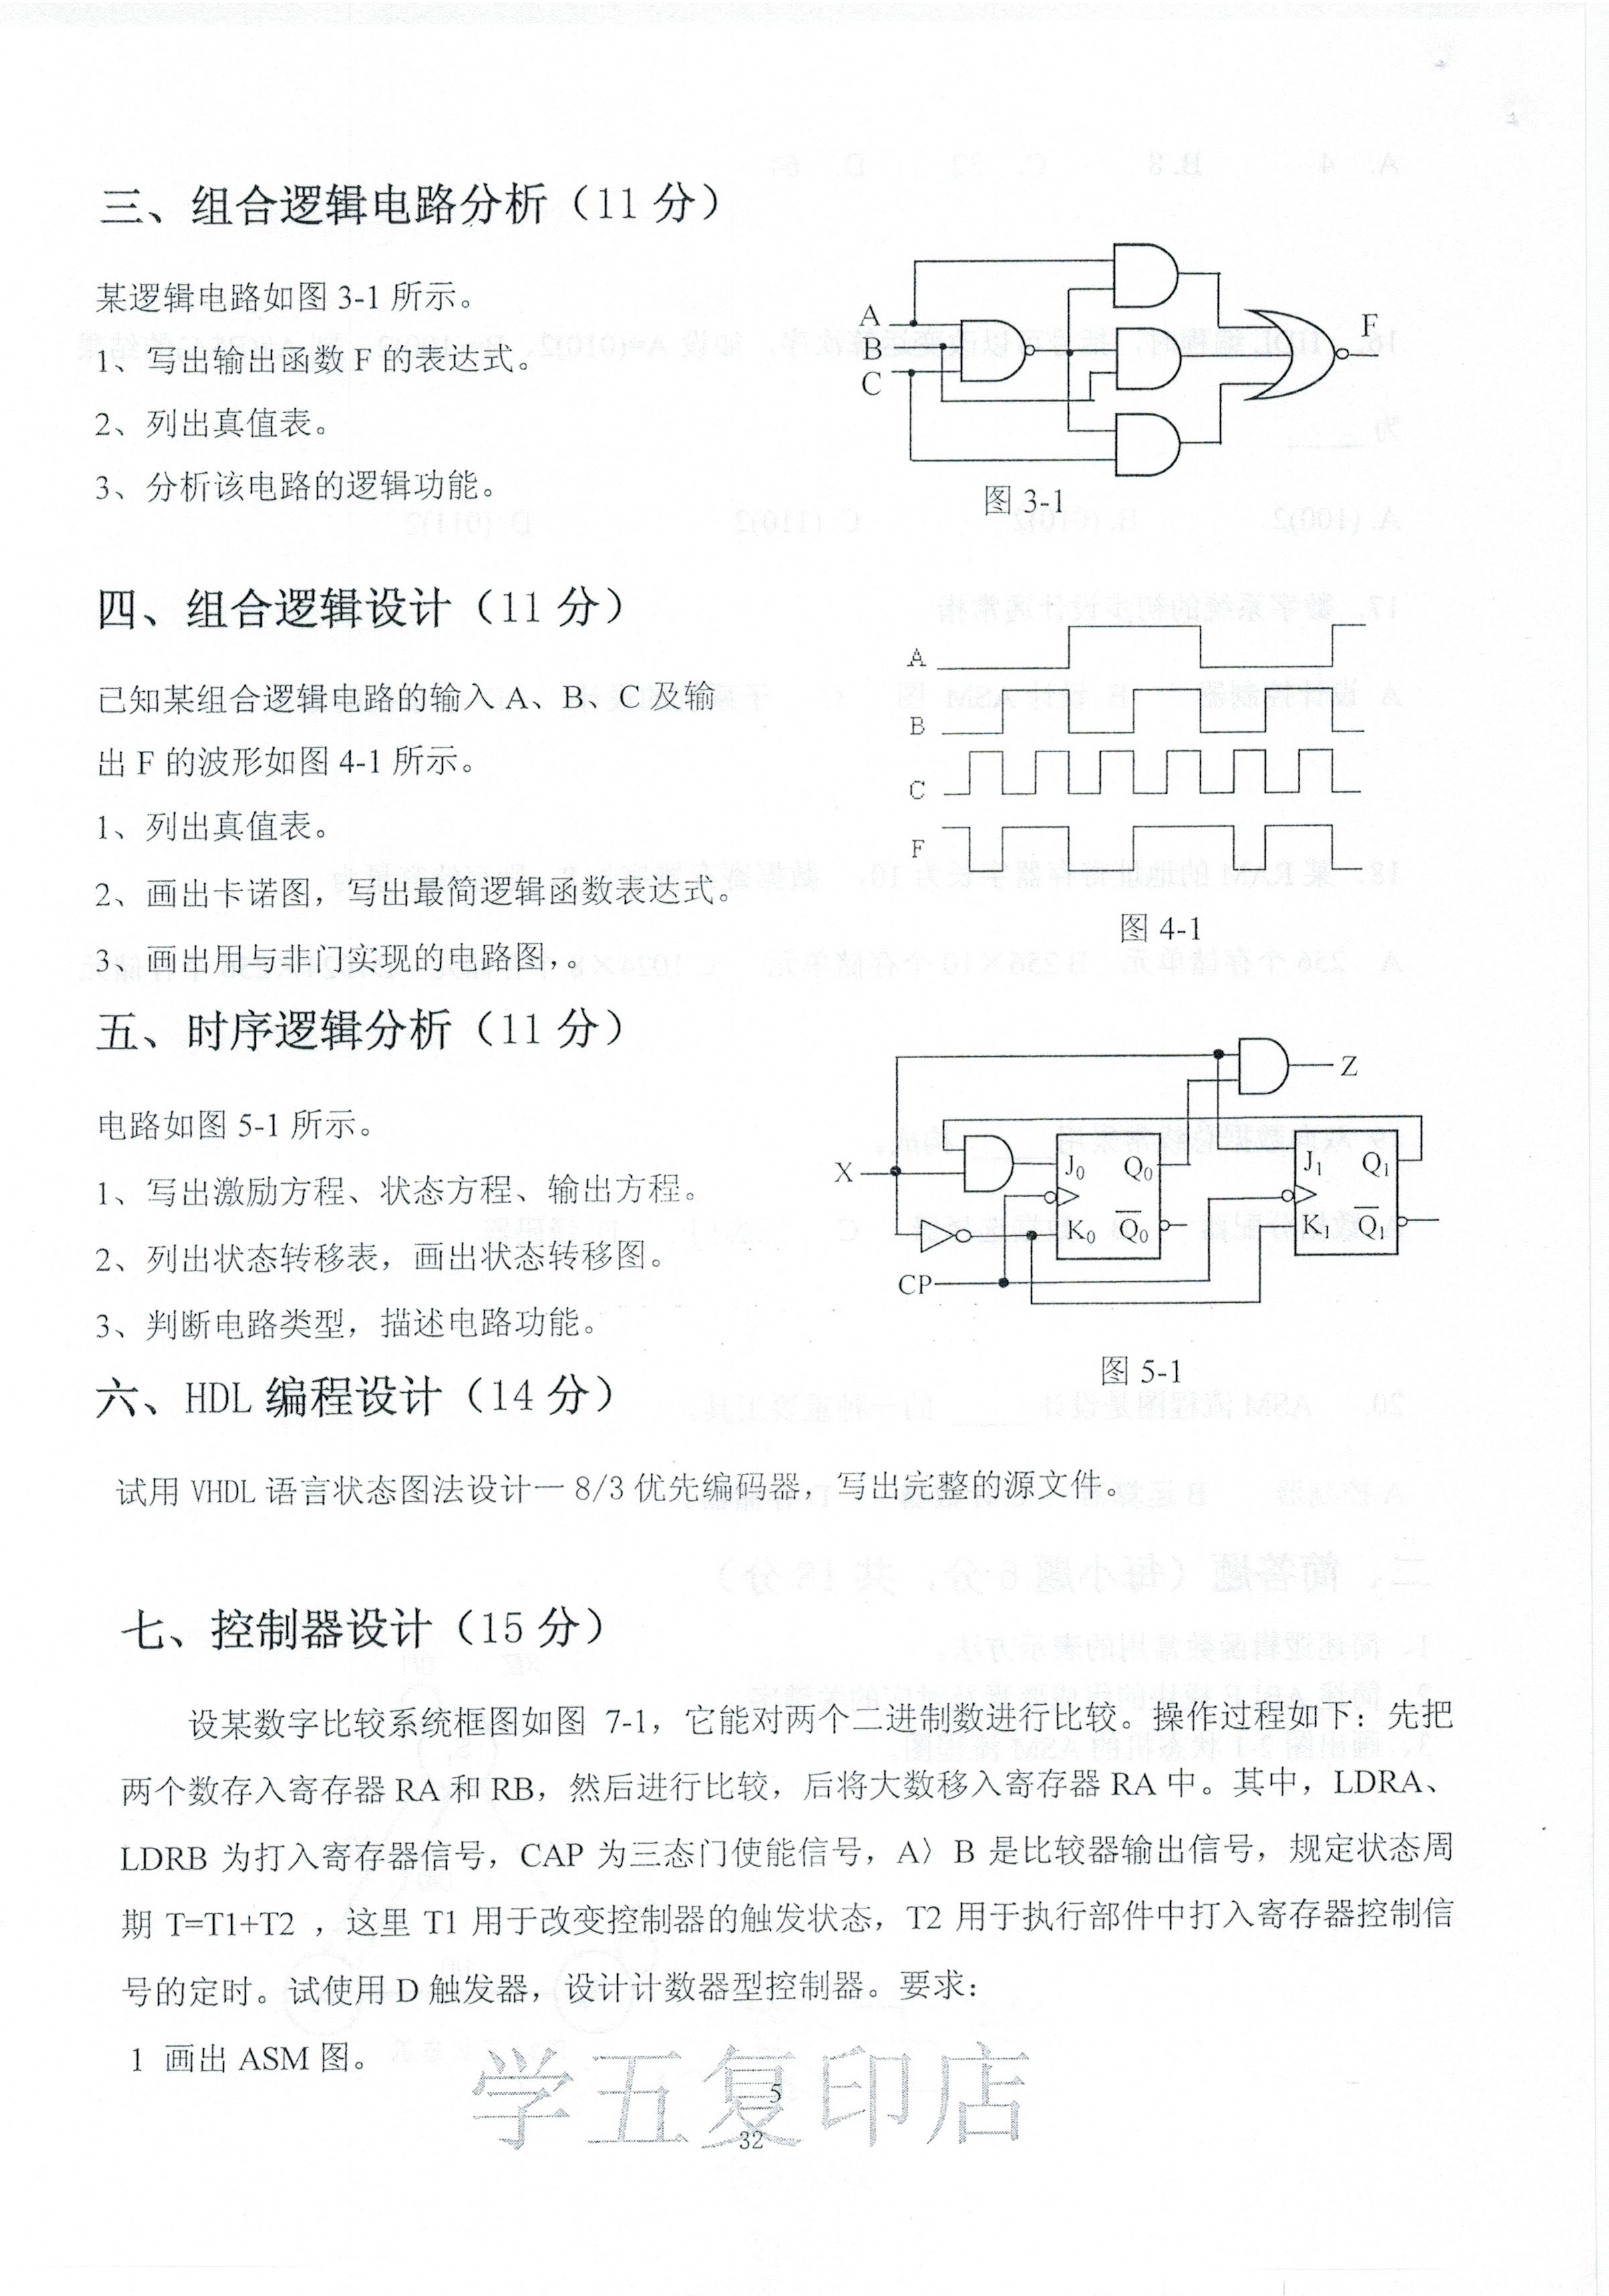 三、组合逻辑电路分析（11 分）
某逻辑电路如图 3-1 所示。
1、写出输出函数 F 的表达式。
2、列出真值表。
3、分析该电路的逻辑功能。
A
B
C
F
图 3-1
四、组合逻辑设计（11 分）
已知某组合逻辑电路的输入 A、B、C 及输
出 F 的波形如图 4-1 所示。
1、列出真值表。
2、画出卡诺图，写出最简逻辑函数表达式。
3、画出用与非门实现的电路图，。
A
B
C
F
图 4-1
五、时序逻辑分析（11 分）
电路如图 5-1 所示。
1、写出激励方程、状态方程、输出方程。
2、列出状态转移表，画出状态转移图。
3、判断电路类型，描述电路功能。
Z
X
J₀ Q₀
K₀ Q̅₀
J₁ Q₁
K₁ Q̅₁
CP
图 5-1
六、HDL 编程设计（14 分）
试用 VHDL 语言状态图法设计一 8/3 优先编码器，写出完整的源文件。
七、控制器设计（15 分）
设某数字比较系统框图如图 7-1，它能对两个二进制数进行比较。操作过程如下：先把
两个数存入寄存器 RA 和 RB，然后进行比较，后将大数移入寄存器 RA 中。其中，LDRA、
LDRB 为打入寄存器信号，CAP 为三态门使能信号，A〉B 是比较器输出信号，规定状态周
期 T=T1+T2 ，这里 T1 用于改变控制器的触发状态，T2 用于执行部件中打入寄存器控制信
号的定时。试使用 D 触发器，设计计数器型控制器。要求：
1 画出 ASM 图。
学五复印店
5
32